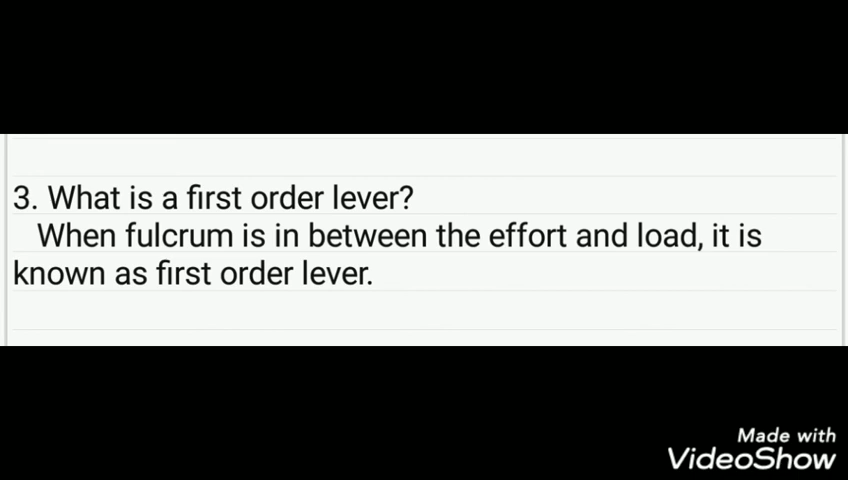 3. What is a first order lever?
When fulcrum is in between the effort and load, it is
known as first order lever.
Made with
VideoShow